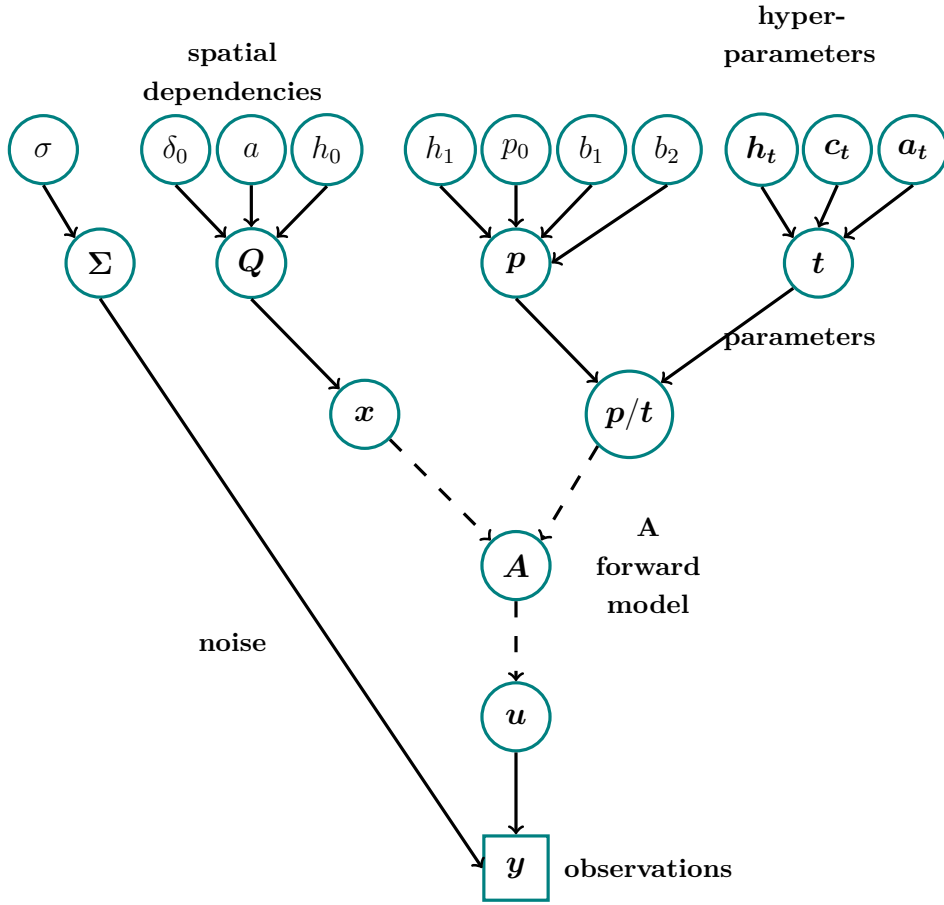 hyper-
parameters
spatial
dependencies
σ
δ₀
a
h₀
h₁
p₀
b₁
b₂
hₜ
cₜ
aₜ
Σ
Q
p
t
parameters
x
p/t
A
forward
model
A
noise
u
y
observations